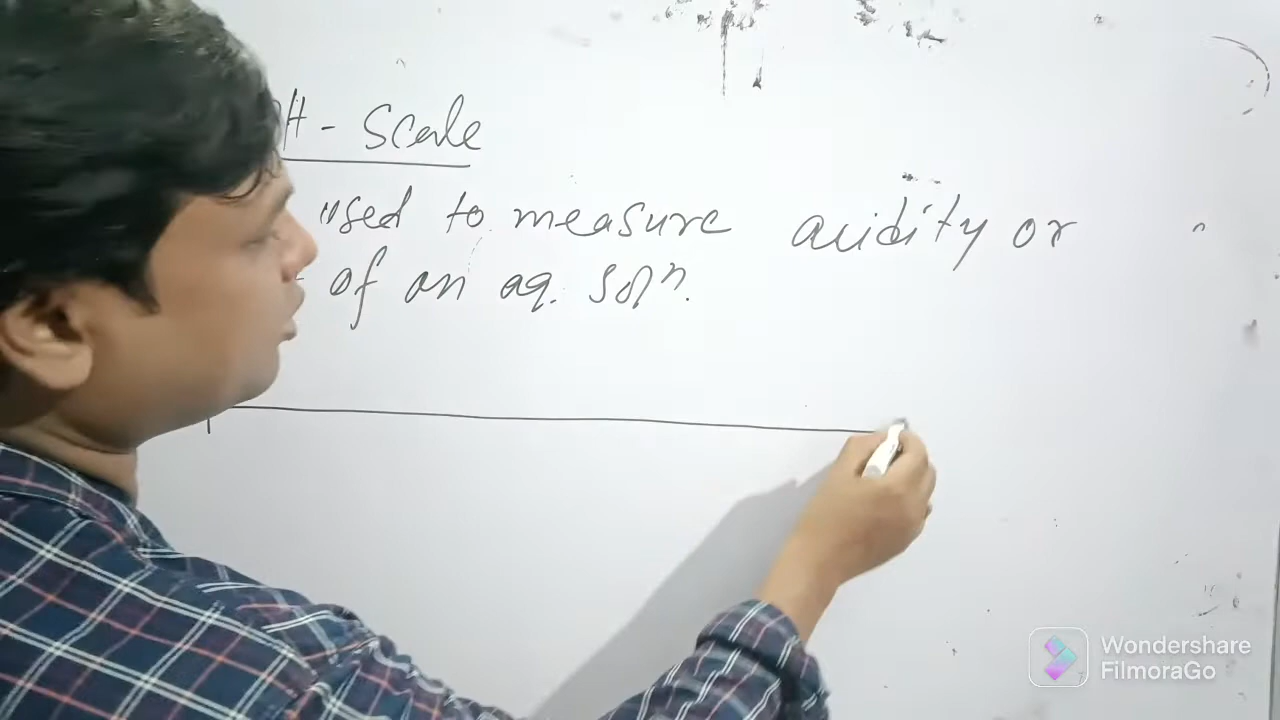 H - Scale
used to measure acidity or
of an aq. solⁿ.
Wondershare
FilmoraGo